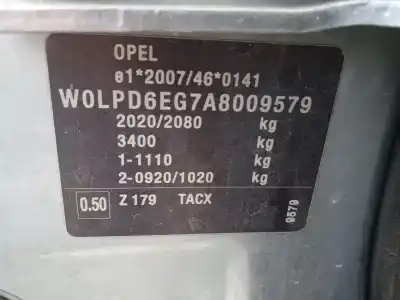 OPEL
e1*2007/46*0141
W0LPD6EG7A8009579
2020/2080 kg
3400 kg
1-1110 kg
2-0920/1020 kg
0.50 Z 179 TACX
9579